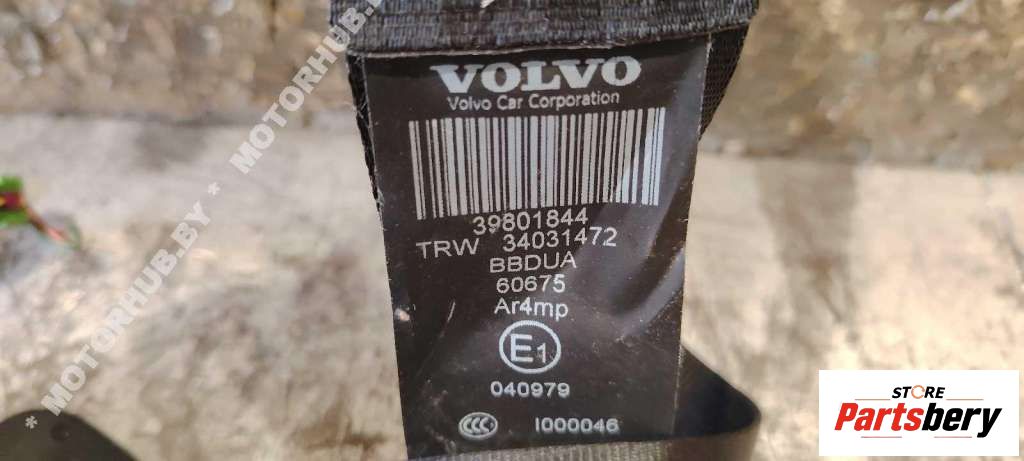 VOLVO
Volvo Car Corporation
39801844
TRW 34031472
BBDUA
60675
Ar4mp
E1
040979
CCC I000046
* MOTORHUB.BY * MOTORHUB.BY
STORE
Partsbery